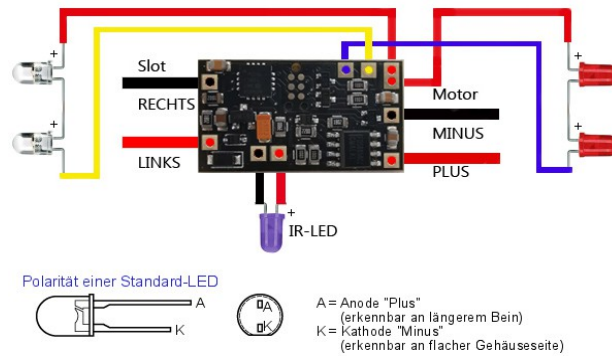 +
+
Slot
RECHTS
LINKS
Motor
MINUS
PLUS
+
+
+
IR-LED
Polarität einer Standard-LED
A
K
A
K
A = Anode "Plus"
(erkennbar an längerem Bein)
K = Kathode "Minus"
(erkennbar an flacher Gehäuseseite)